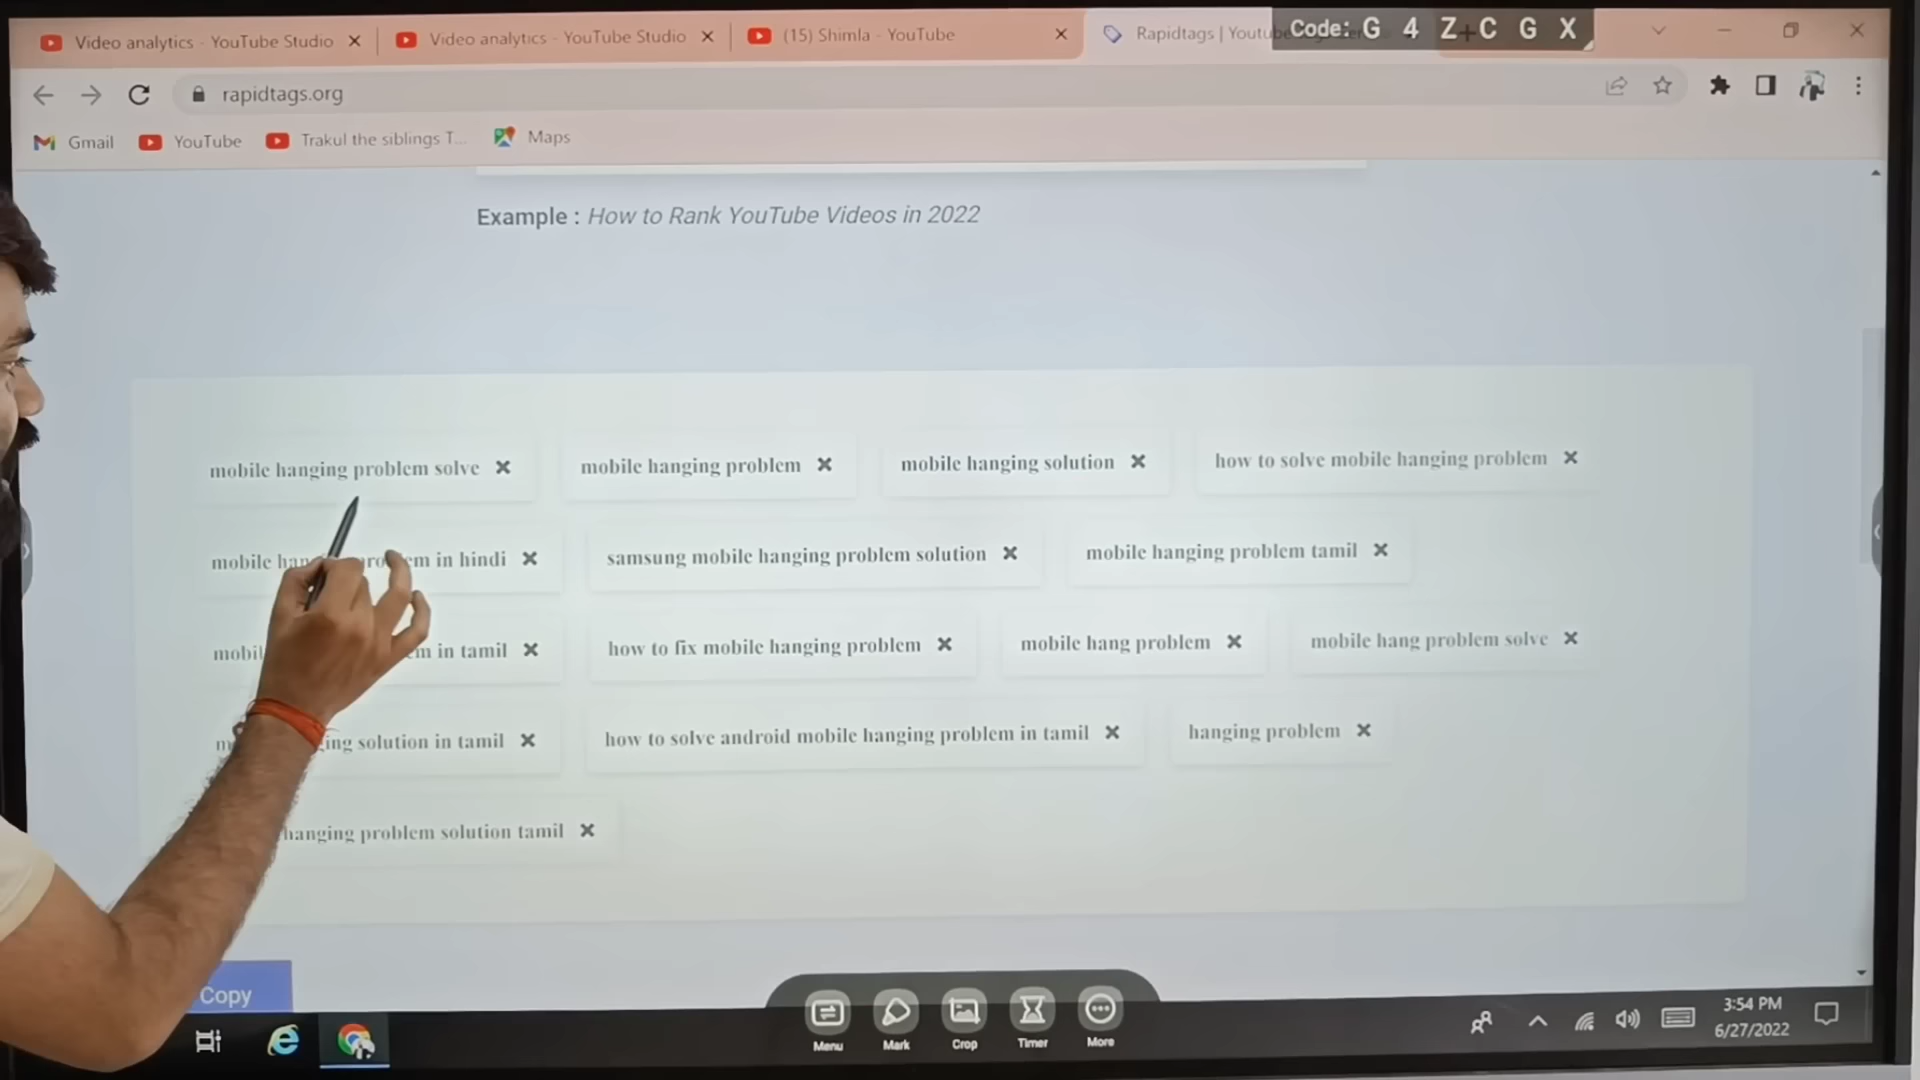 Video analytics - YouTube Studio
Video analytics - YouTube Studio
(15) Shimla - YouTube
Rapidtags | Youtu
Code: G 4 Z C G X
rapidtags.org
Gmail
YouTube
Trakul the siblings T...
Maps
Example : How to Rank YouTube Videos in 2022
mobile hanging problem solve
mobile hanging problem
mobile hanging solution
how to solve mobile hanging problem
mobile in hindi
samsung mobile hanging problem solution
mobile hanging problem tamil
in tamil
how to fix mobile hanging problem
mobile hang problem
mobile hang problem solve
solution in tamil
how to solve android mobile hanging problem in tamil
hanging problem
hanging problem solution tamil
Copy
Menu
Mark
Crop
Timer
More
3:54 PM
6/27/2022